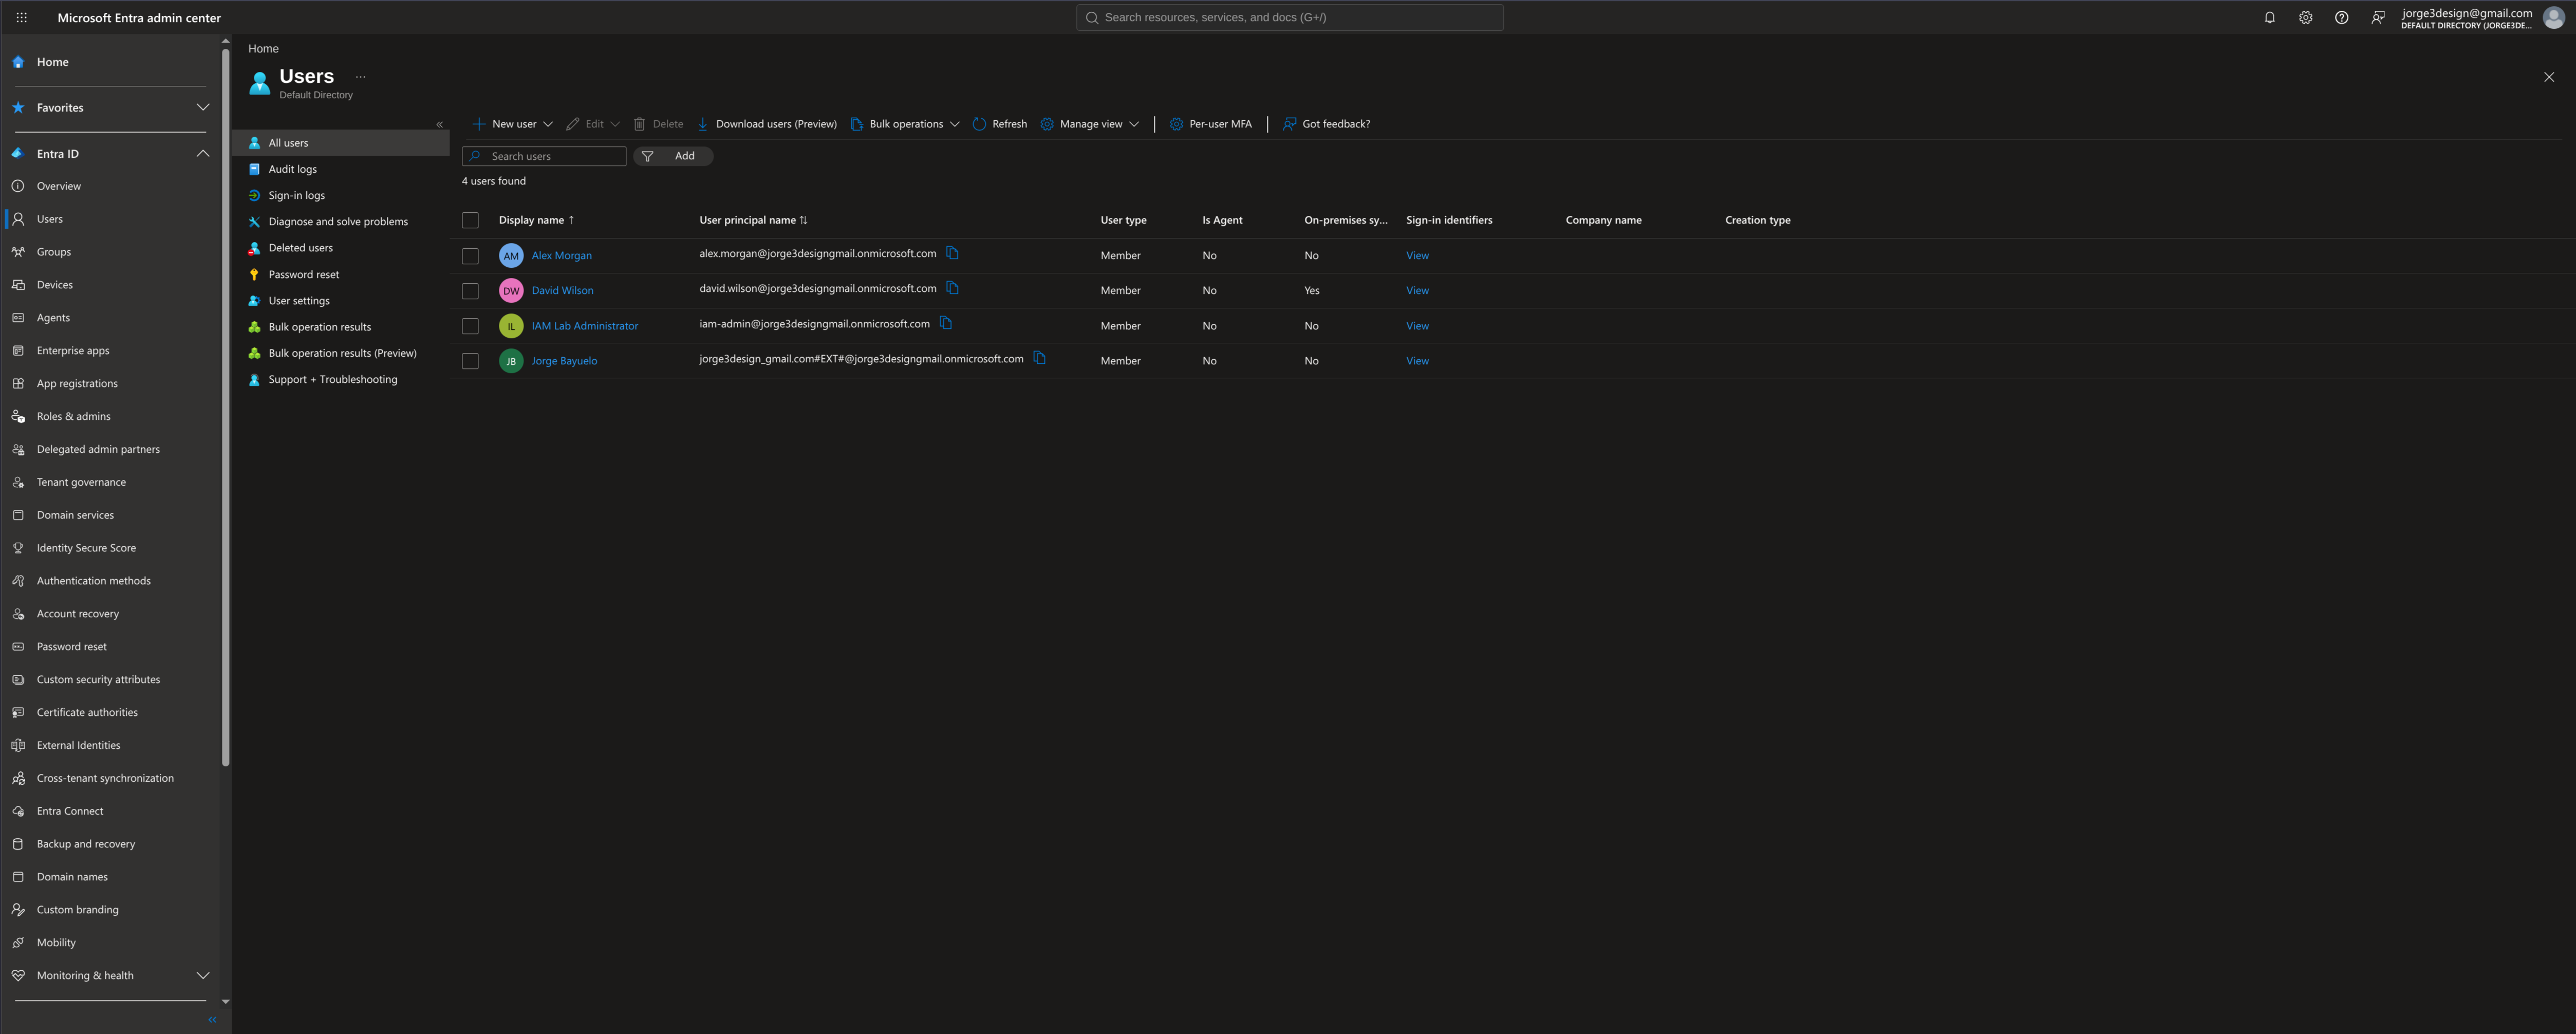 Microsoft Entra admin center
Search resources, services, and docs (G+/)
jorge3design@gmail.com
DEFAULT DIRECTORY (JORGE3DE...
Home
Favorites
Entra ID
Overview
Users
Groups
Devices
Agents
Enterprise apps
App registrations
Roles & admins
Delegated admin partners
Tenant governance
Domain services
Identity Secure Score
Authentication methods
Account recovery
Password reset
Custom security attributes
Certificate authorities
External Identities
Cross-tenant synchronization
Entra Connect
Backup and recovery
Domain names
Custom branding
Mobility
Monitoring & health
Home
Users ...
Default Directory
All users
Audit logs
Sign-in logs
Diagnose and solve problems
Deleted users
Password reset
User settings
Bulk operation results
Bulk operation results (Preview)
Support + Troubleshooting
New user Edit Delete Download users (Preview) Bulk operations Refresh Manage view Per-user MFA Got feedback?
Search users Add
4 users found
Display name ↑ User principal name ↑↓ User type Is Agent On-premises sy... Sign-in identifiers Company name Creation type
AM Alex Morgan alex.morgan@jorge3designgmail.onmicrosoft.com Member No No View
DW David Wilson david.wilson@jorge3designgmail.onmicrosoft.com Member No Yes View
IL IAM Lab Administrator iam-admin@jorge3designgmail.onmicrosoft.com Member No No View
JB Jorge Bayuelo jorge3design_gmail.com#EXT#@jorge3designgmail.onmicrosoft.com Member No No View